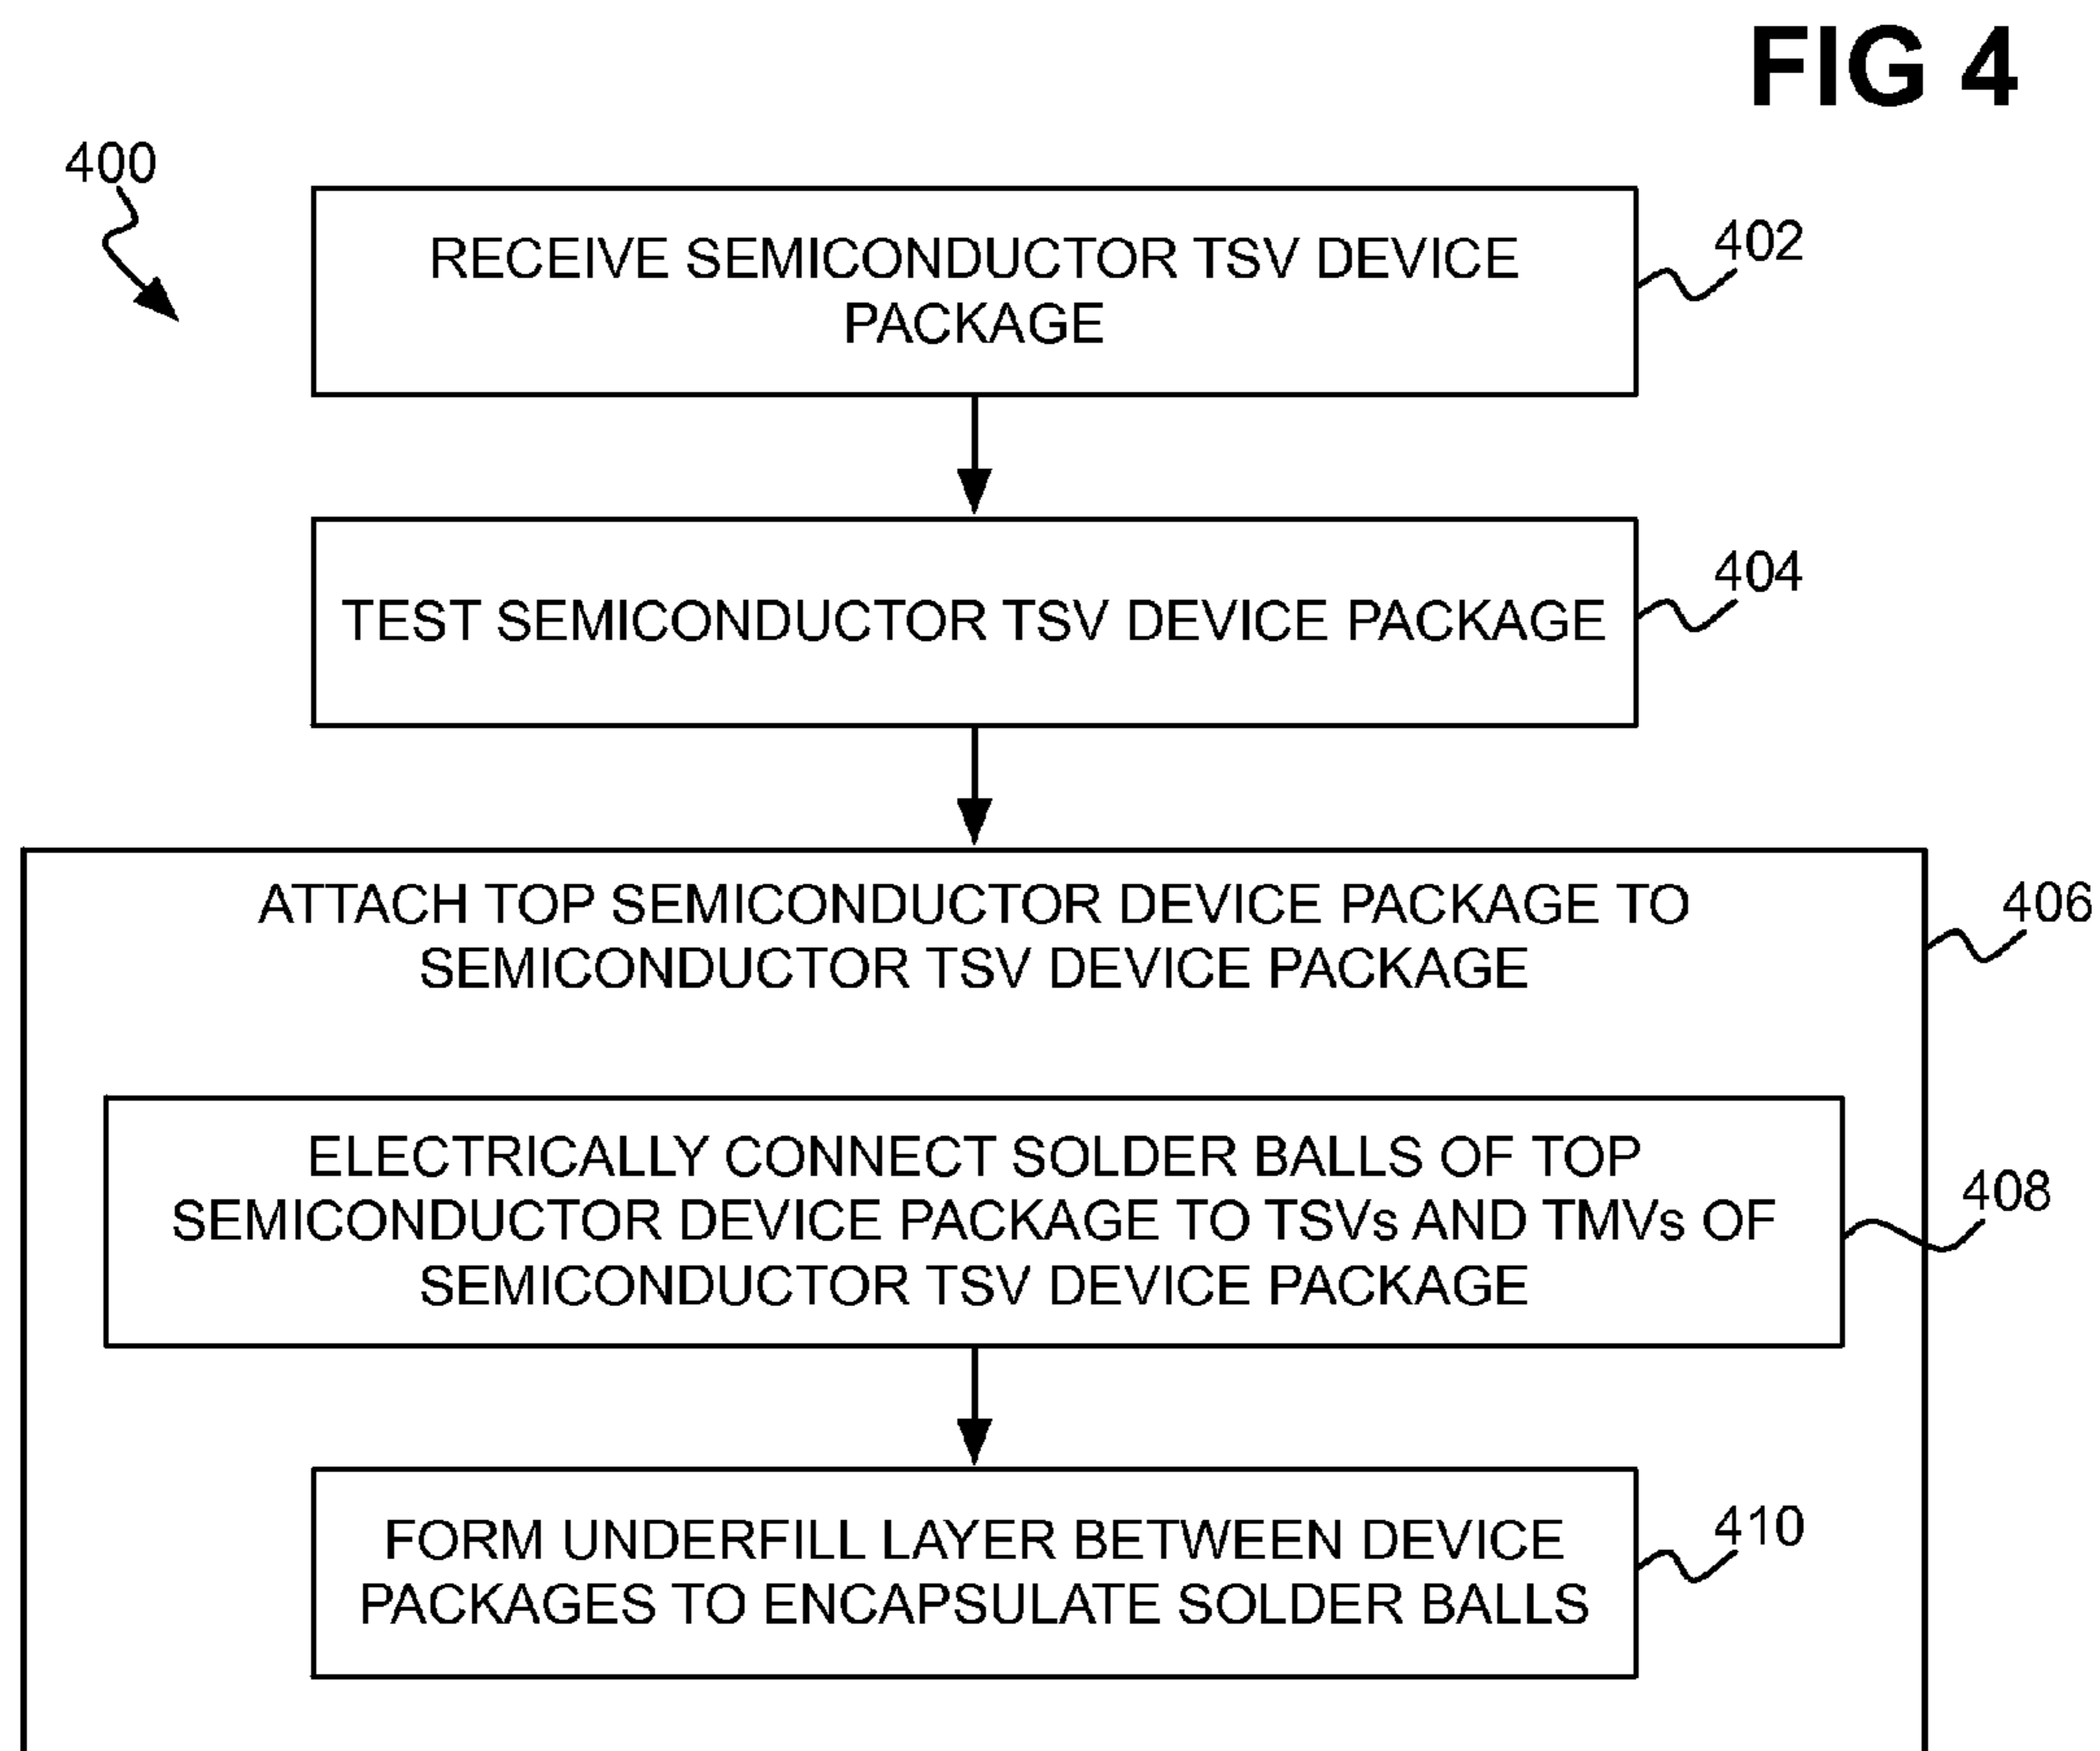 FIG 4
400
RECEIVE SEMICONDUCTOR TSV DEVICE
PACKAGE
402
TEST SEMICONDUCTOR TSV DEVICE PACKAGE
404
ATTACH TOP SEMICONDUCTOR DEVICE PACKAGE TO
SEMICONDUCTOR TSV DEVICE PACKAGE
406
ELECTRICALLY CONNECT SOLDER BALLS OF TOP
SEMICONDUCTOR DEVICE PACKAGE TO TSVs AND TMVs OF
SEMICONDUCTOR TSV DEVICE PACKAGE
408
FORM UNDERFILL LAYER BETWEEN DEVICE
PACKAGES TO ENCAPSULATE SOLDER BALLS
410